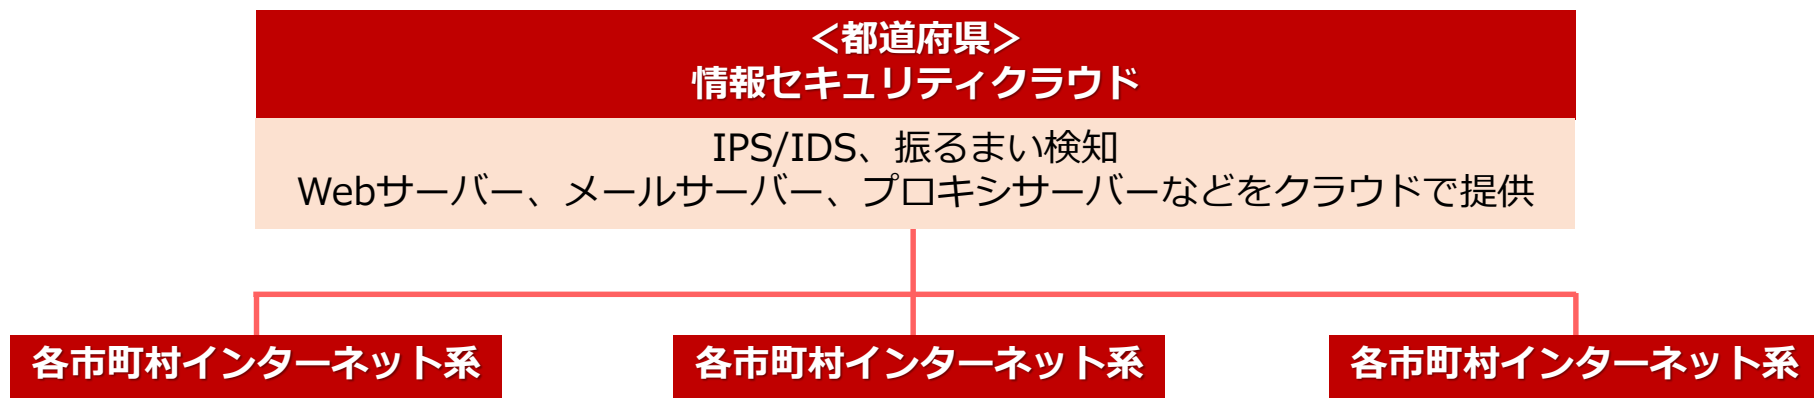 ＜都道府県＞
情報セキュリティクラウド
IPS/IDS、振るまい検知
Webサーバー、メールサーバー、プロキシサーバーなどをクラウドで提供
各市町村インターネット系
各市町村インターネット系
各市町村インターネット系